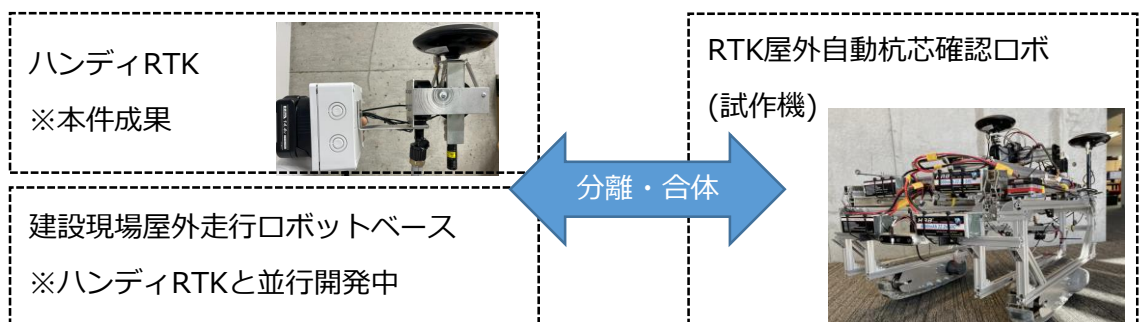 ハンディRTK
※本件成果
建設現場屋外走行ロボットベース
※ハンディRTKと並行開発中
分離・合体
RTK屋外自動杭芯確認ロボ
(試作機)